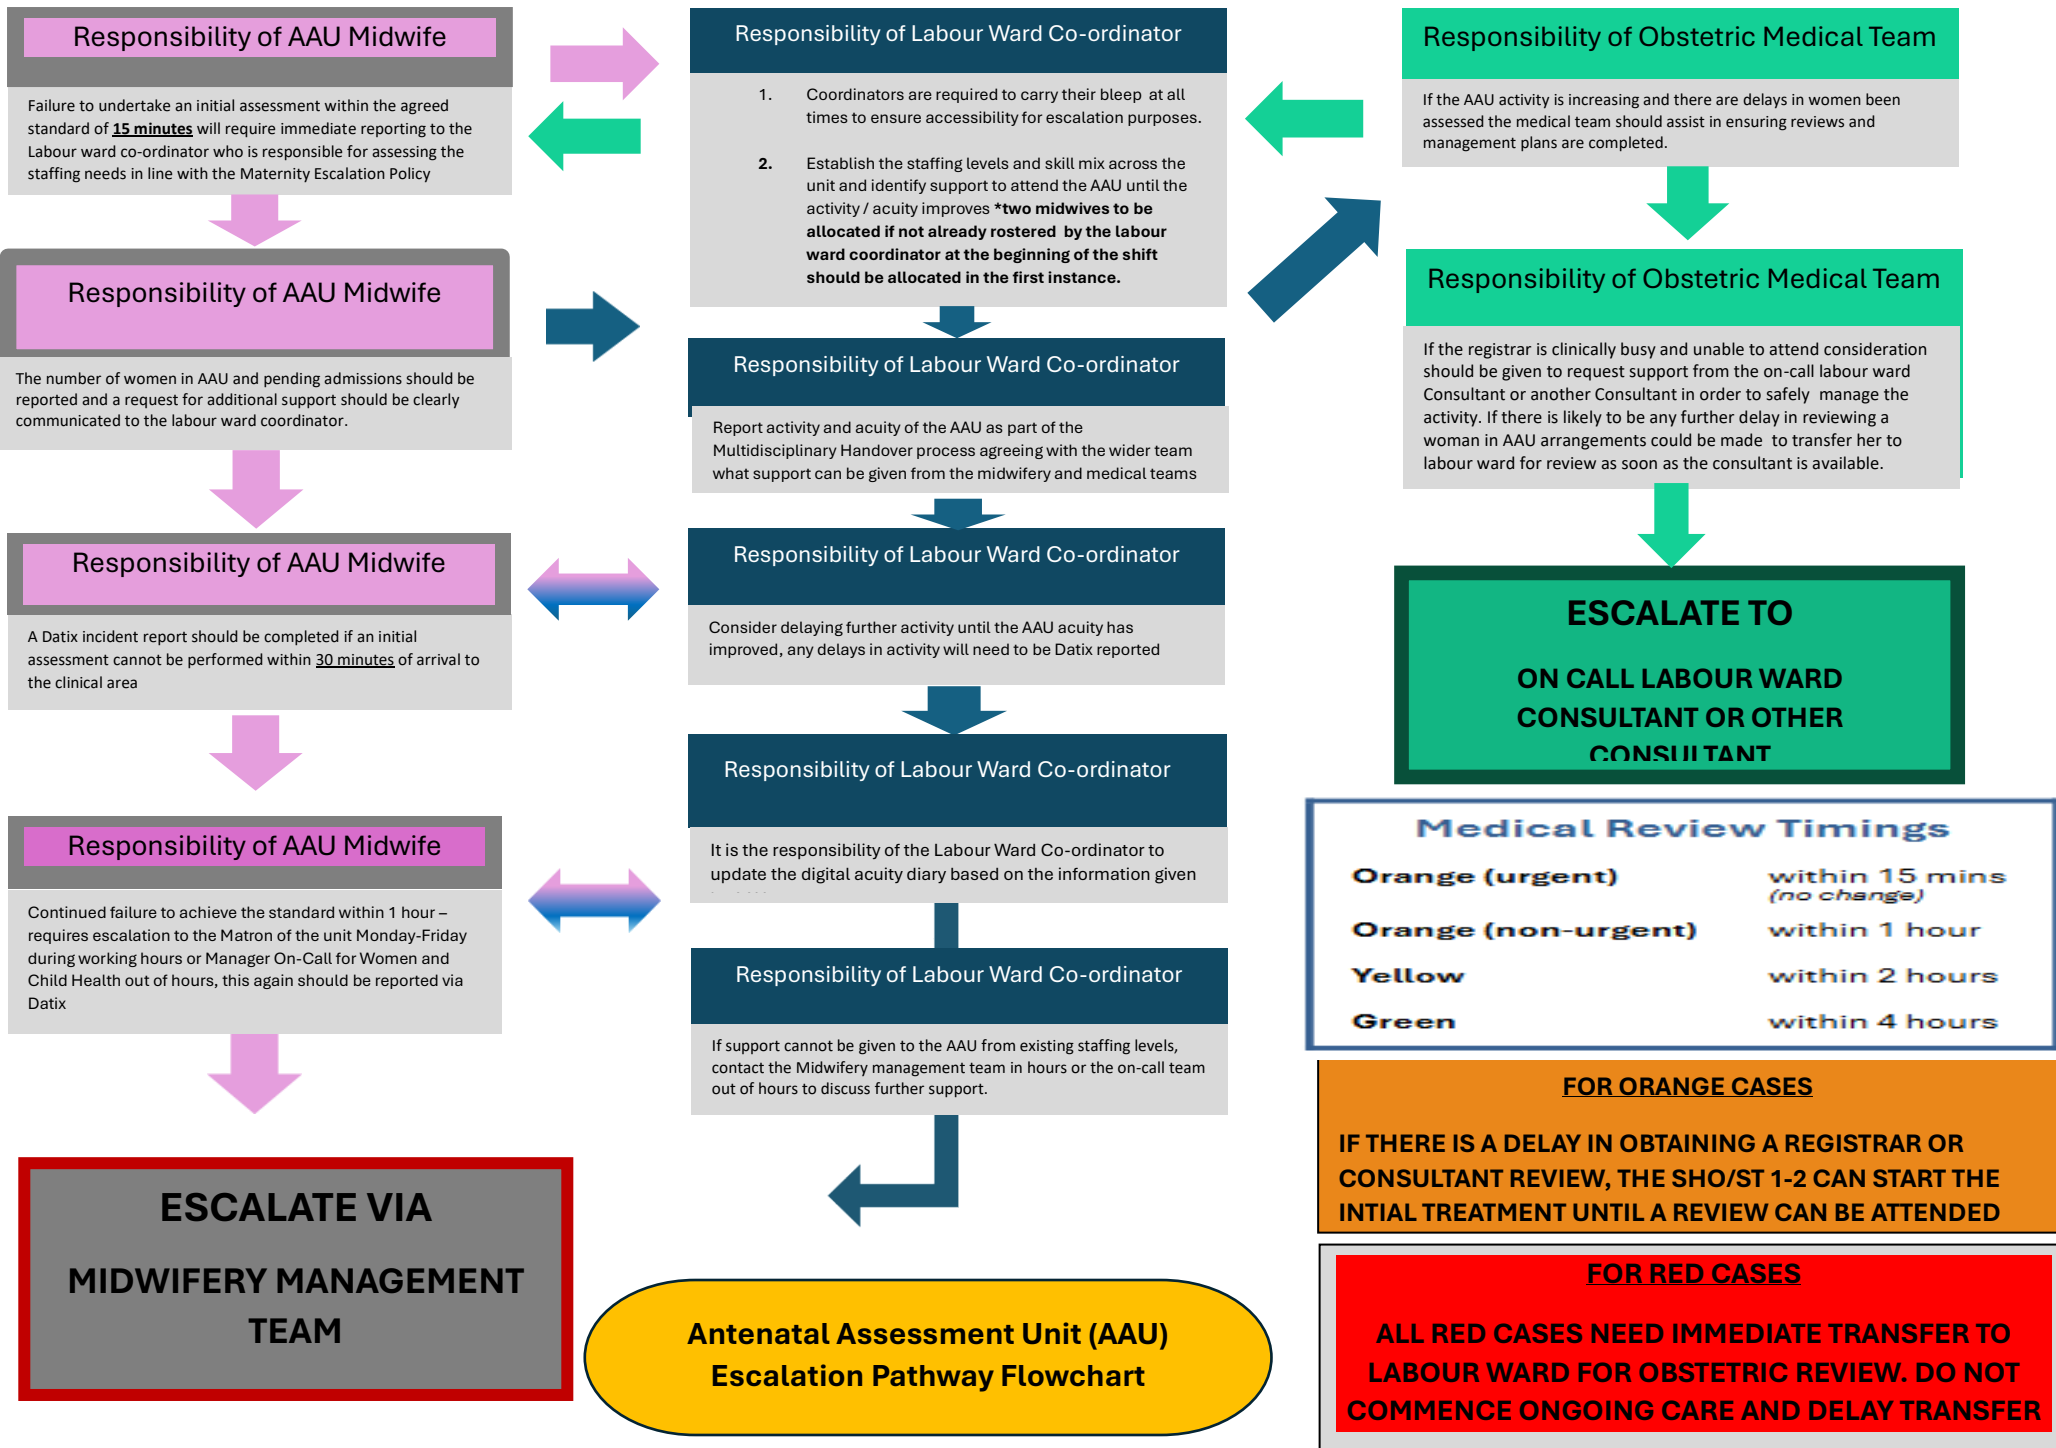 Responsibility of AAU Midwife
Failure to undertake an initial assessment within the agreed
standard of 15 minutes will require immediate reporting to the
Labour ward co-ordinator who is responsible for assessing the
staffing needs in line with the Maternity Escalation Policy
Responsibility of AAU Midwife
The number of women in AAU and pending admissions should be
reported and a request for additional support should be clearly
communicated to the labour ward coordinator.
Responsibility of AAU Midwife
A Datix incident report should be completed if an initial
assessment cannot be performed within 30 minutes of arrival to
the clinical area
Responsibility of AAU Midwife
Continued failure to achieve the standard within 1 hour –
requires escalation to the Matron of the unit Monday-Friday
during working hours or Manager On-Call for Women and
Child Health out of hours, this again should be reported via
Datix
ESCALATE VIA
MIDWIFERY MANAGEMENT
TEAM
Responsibility of Labour Ward Co-ordinator
1. Coordinators are required to carry their bleep at all
times to ensure accessibility for escalation purposes.
2. Establish the staffing levels and skill mix across the
unit and identify support to attend the AAU until the
activity / acuity improves *two midwives to be
allocated if not already rostered by the labour
ward coordinator at the beginning of the shift
should be allocated in the first instance.
Responsibility of Labour Ward Co-ordinator
Report activity and acuity of the AAU as part of the
Multidisciplinary Handover process agreeing with the wider team
what support can be given from the midwifery and medical teams
Responsibility of Labour Ward Co-ordinator
Consider delaying further activity until the AAU acuity has
improved, any delays in activity will need to be Datix reported
Responsibility of Labour Ward Co-ordinator
It is the responsibility of the Labour Ward Co-ordinator to
update the digital acuity diary based on the information given
Responsibility of Labour Ward Co-ordinator
If support cannot be given to the AAU from existing staffing levels,
contact the Midwifery management team in hours or the on-call team
out of hours to discuss further support.
Antenatal Assessment Unit (AAU)
Escalation Pathway Flowchart
Responsibility of Obstetric Medical Team
If the AAU activity is increasing and there are delays in women been
assessed the medical team should assist in ensuring reviews and
management plans are completed.
Responsibility of Obstetric Medical Team
If the registrar is clinically busy and unable to attend consideration
should be given to request support from the on-call labour ward
Consultant or another Consultant in order to safely manage the
activity. If there is likely to be any further delay in reviewing a
woman in AAU arrangements could be made to transfer her to
labour ward for review as soon as the consultant is available.
ESCALATE TO
ON CALL LABOUR WARD
CONSULTANT OR OTHER
CONSULTANT
Medical Review Timings
Orange (urgent) within 15 mins
(no change)
Orange (non-urgent) within 1 hour
Yellow within 2 hours
Green within 4 hours
FOR ORANGE CASES
IF THERE IS A DELAY IN OBTAINING A REGISTRAR OR
CONSULTANT REVIEW, THE SHO/ST 1-2 CAN START THE
INTIAL TREATMENT UNTIL A REVIEW CAN BE ATTENDED
FOR RED CASES
ALL RED CASES NEED IMMEDIATE TRANSFER TO
LABOUR WARD FOR OBSTETRIC REVIEW. DO NOT
COMMENCE ONGOING CARE AND DELAY TRANSFER